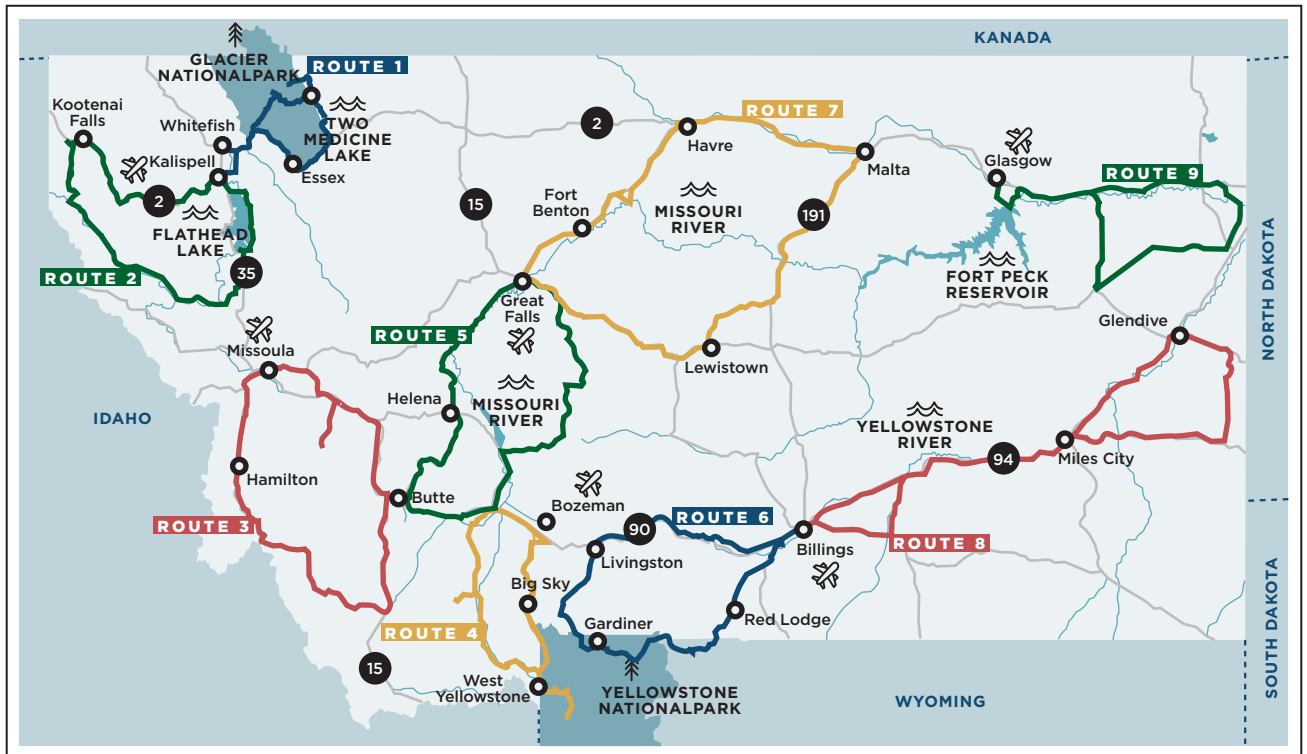 KANADA
GLACIER
NATIONALPARK
ROUTE 1
Kootenai
Falls
Whitefish
TWO
MEDICINE
LAKE
2
ROUTE 7
Havre
Malta
Glasgow
ROUTE 9
Kalispell
Essex
2
15
Fort
Benton
MISSOURI
RIVER
191
FLATHEAD
LAKE
35
ROUTE 2
FORT PECK
RESERVOIR
NORTH DAKOTA
Great
Falls
ROUTE 5
Glendive
Missoula
Lewistown
Helena
MISSOURI
RIVER
IDAHO
YELLOWSTONE
RIVER
94
Miles City
Hamilton
Butte
Bozeman
ROUTE 3
90
ROUTE 6
Billings
ROUTE 8
Livingston
Big Sky
Gardiner
Red Lodge
ROUTE 4
15
West
Yellowstone
YELLOWSTONE
NATIONALPARK
WYOMING
SOUTH DAKOTA